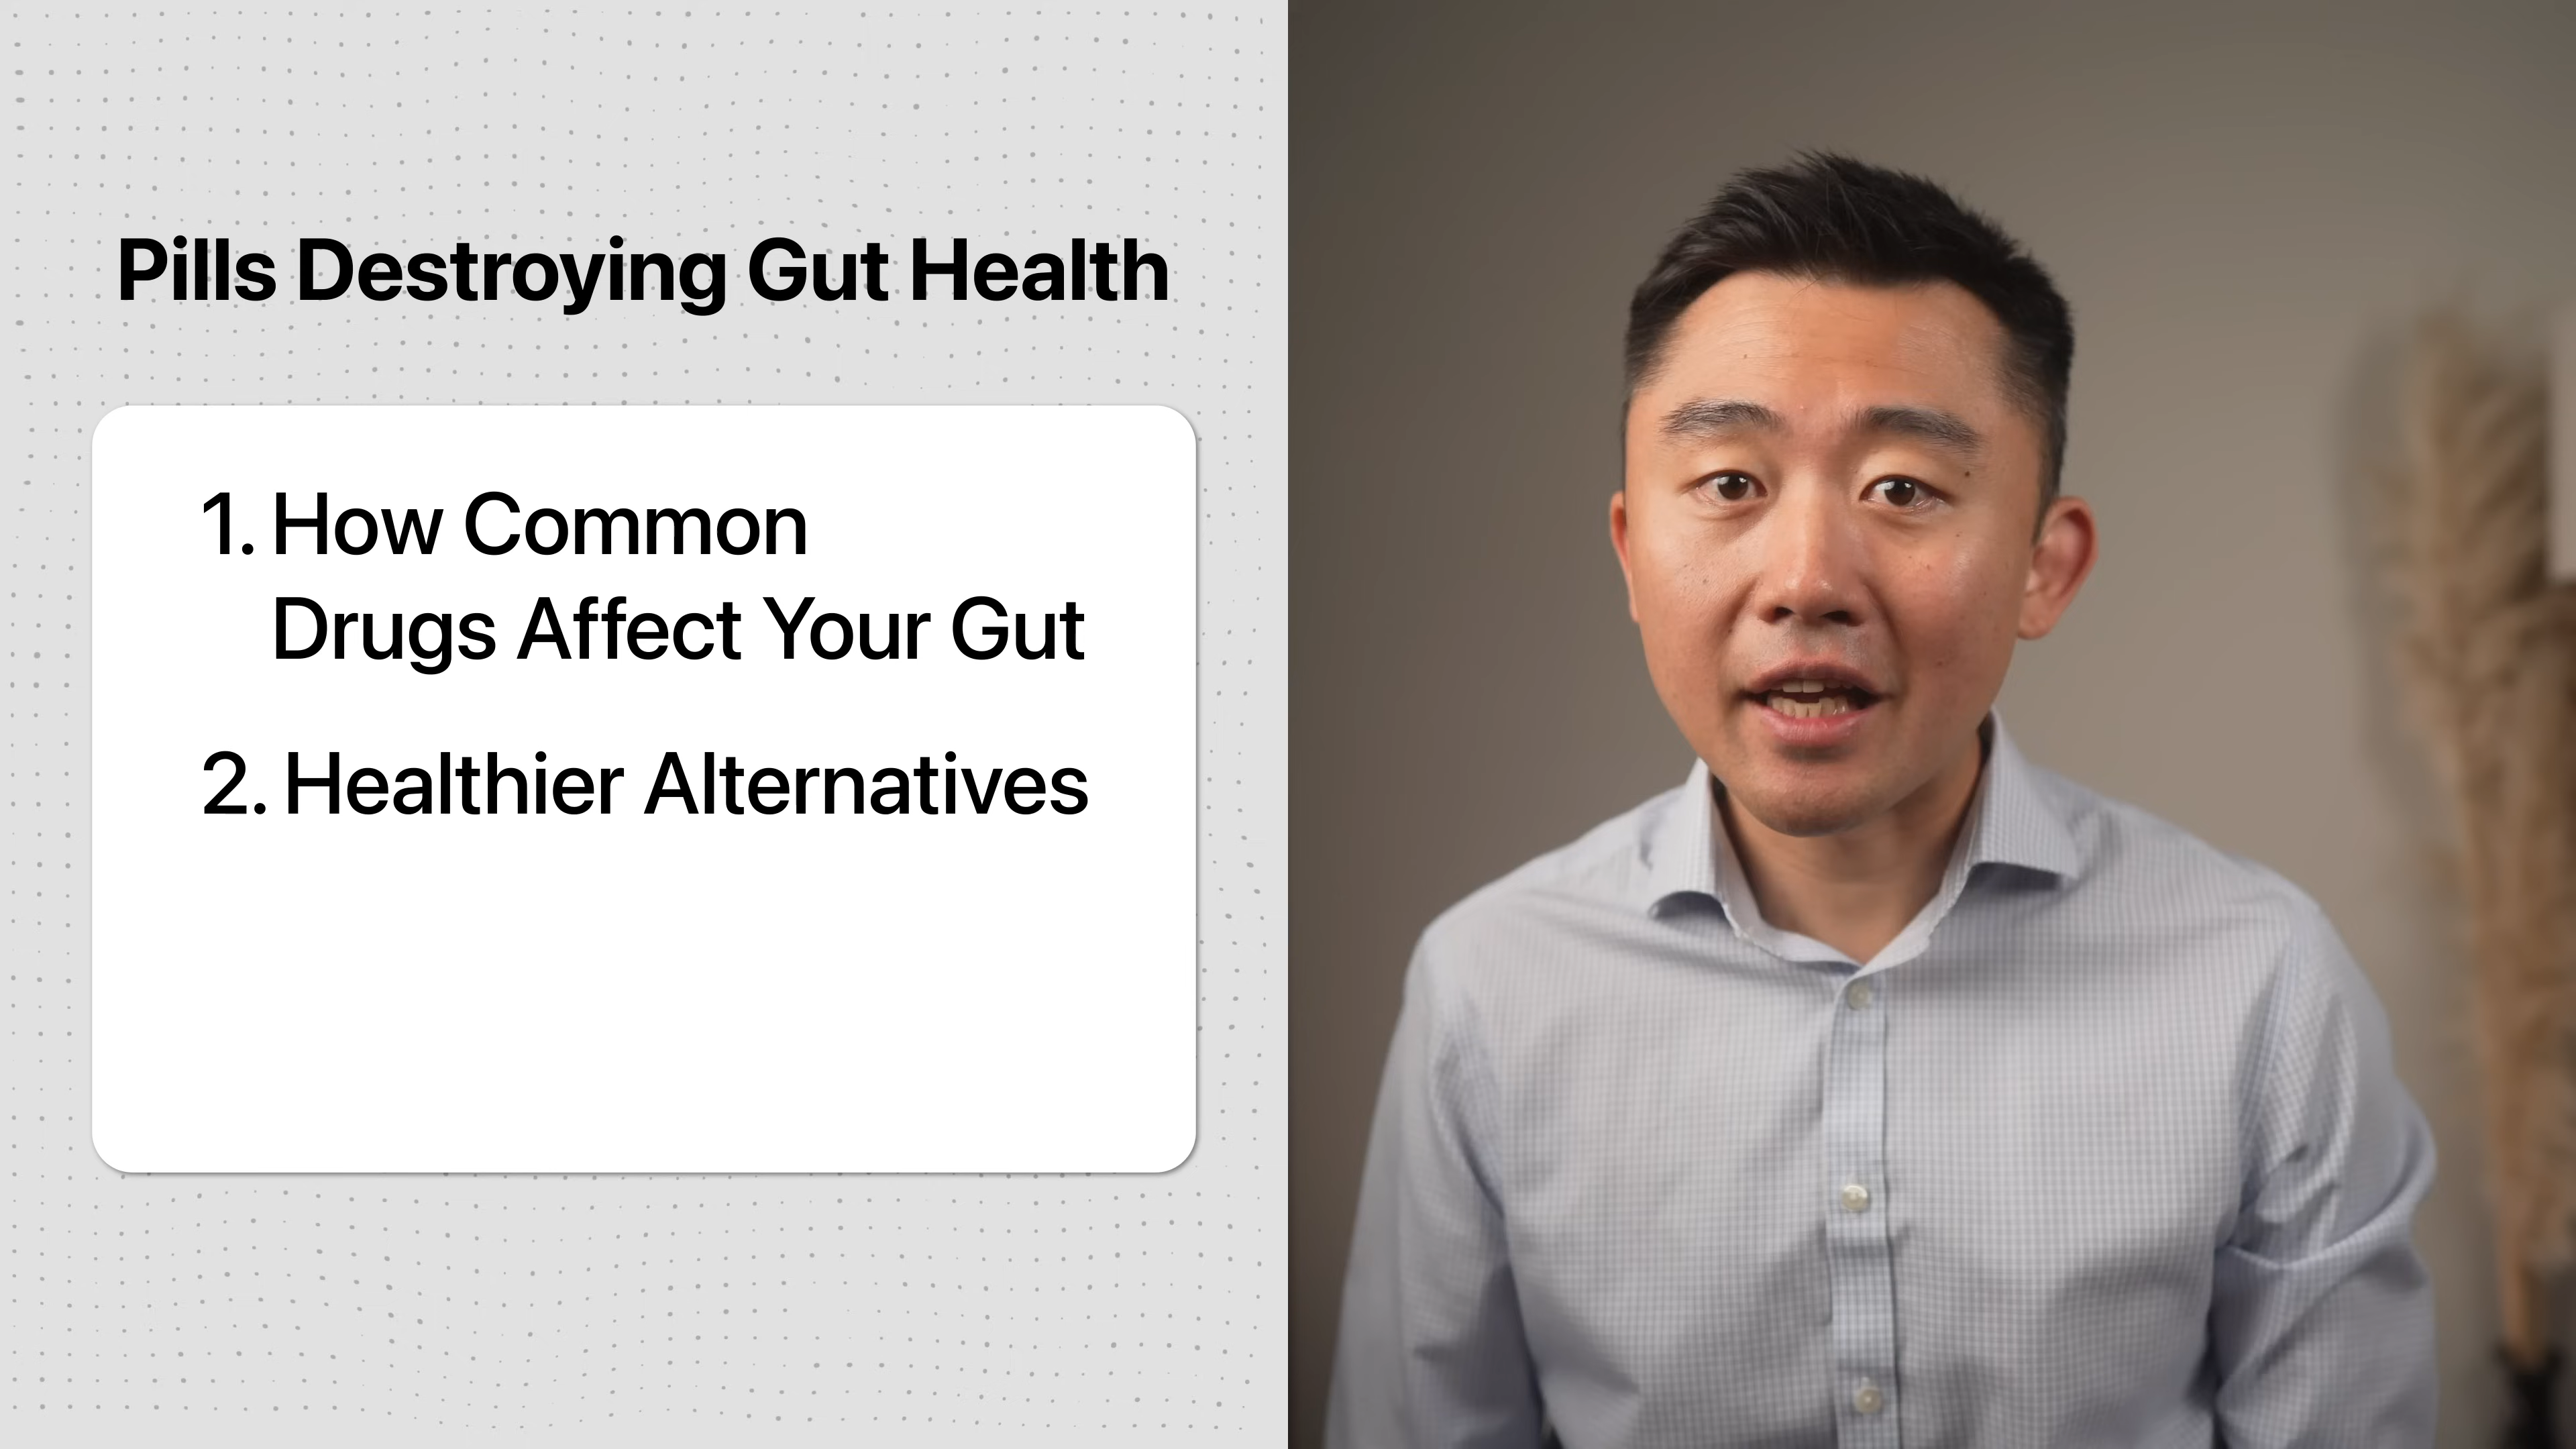 Pills Destroying Gut Health
1. How Common
Drugs Affect Your Gut
2. Healthier Alternatives